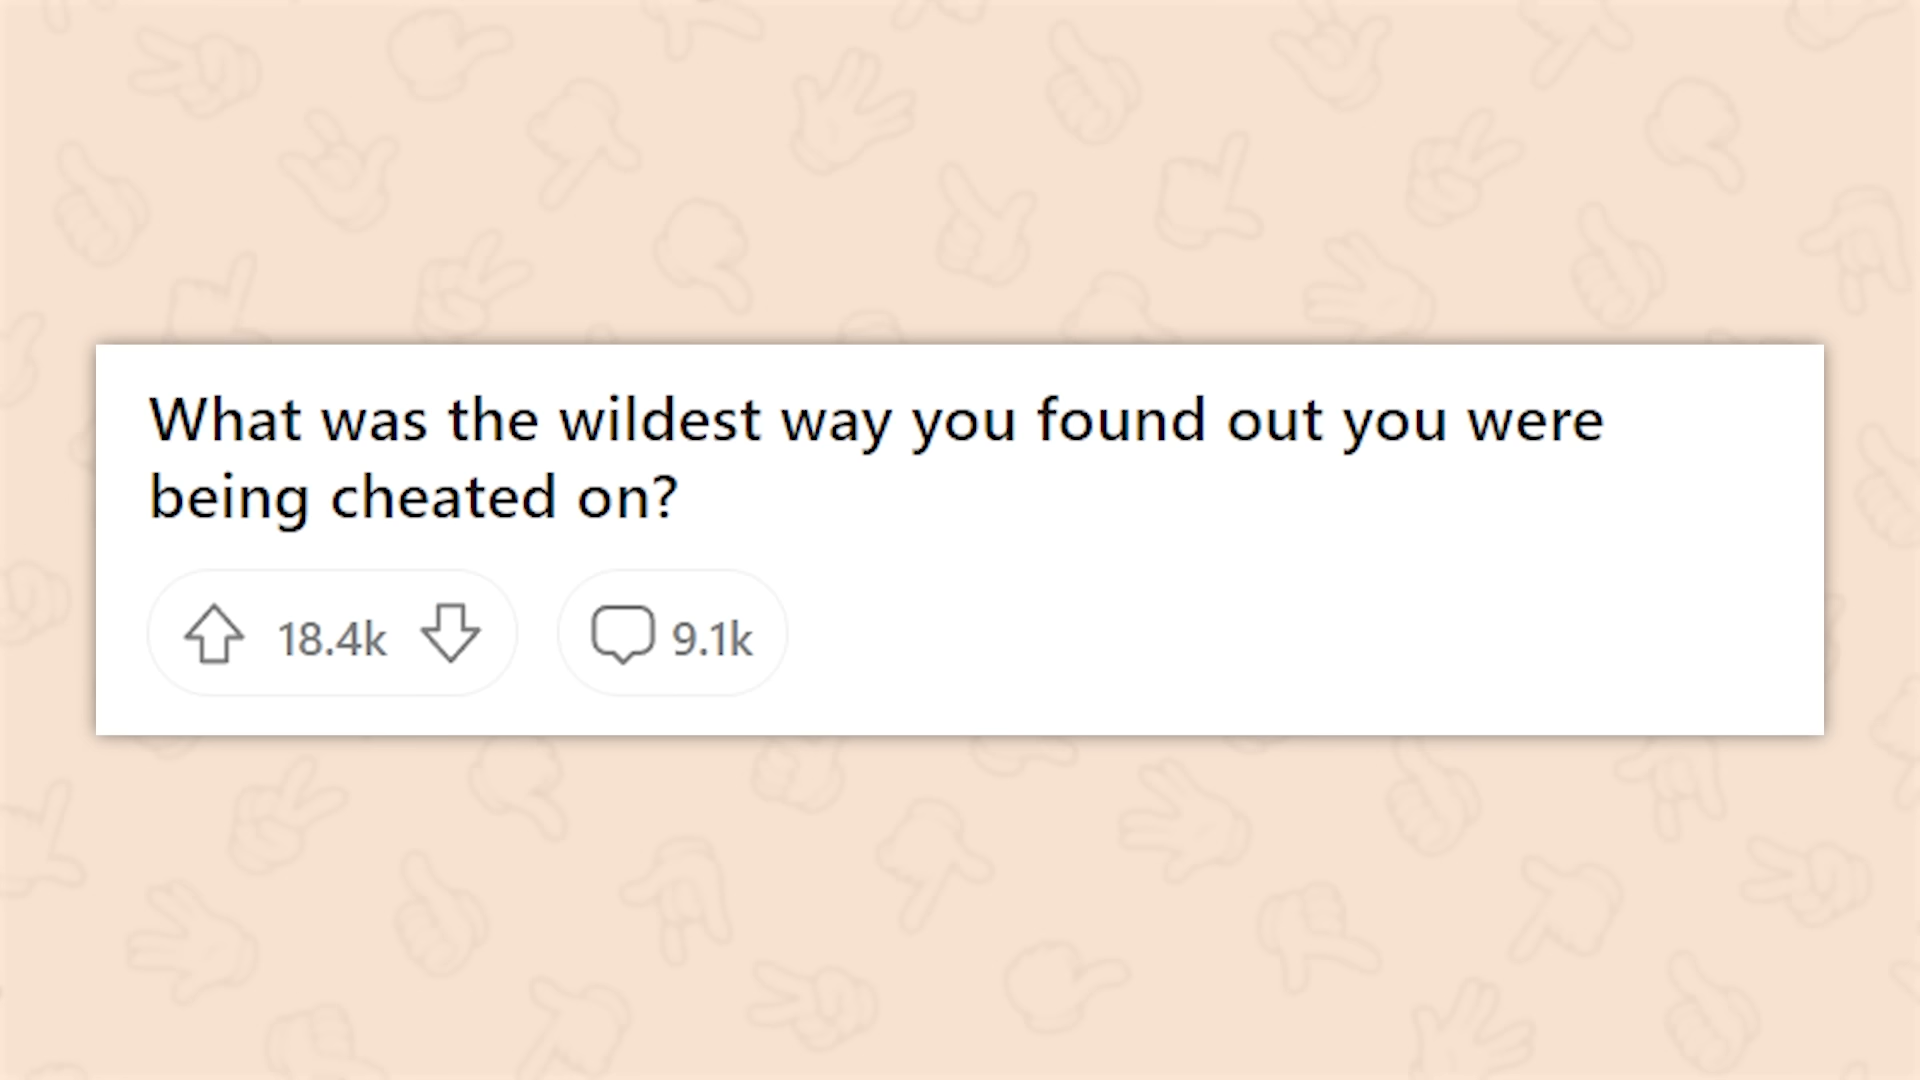 What was the wildest way you found out you were
being cheated on?
18.4k 9.1k